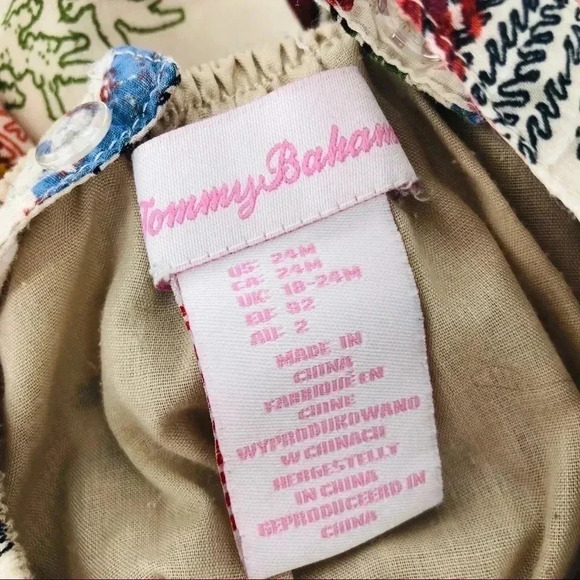 Tommy Baham
US: 24M
CA: 24M
UK: 18-24M
EU: 92
AU: 2
MADE IN
CHINA
FABRIQUÉ EN
CHINE
WYPRODUKOWANO
W CHINACH
HERGESTELLT
IN CHINA
GEPRODUCEERD IN
CHINA